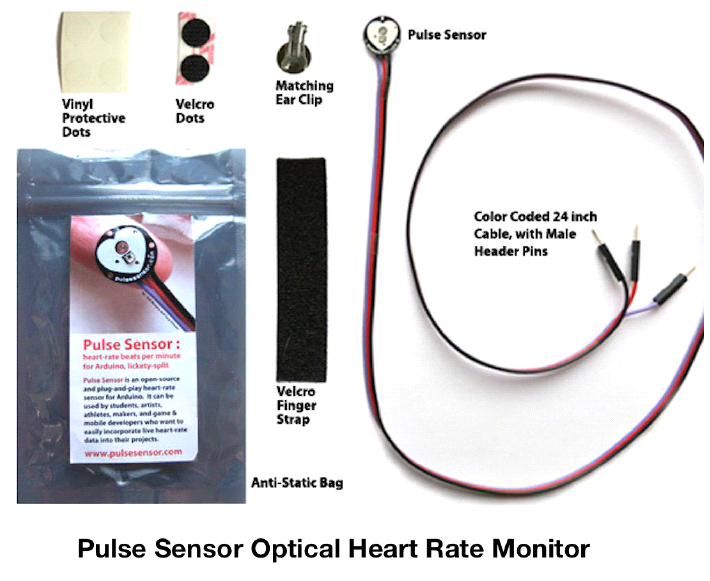 Pulse Sensor
Vinyl
Protective
Dots
Velcro
Dots
Matching
Ear Clip
Color Coded 24 inch
Cable, with Male
Header Pins
pulsesensor.com
Pulse Sensor :
heart-rate beats per minute
for Arduino, lickety-split
Pulse Sensor is an open-source
and plug-and-play heart-rate
sensor for Arduino. It can be
used by students, artists,
athletes, makers, and game &
mobile developers who want to
easily incorporate live heart-rate
data into their projects.
www.pulsesensor.com
Velcro
Finger
Strap
Anti-Static Bag
Pulse Sensor Optical Heart Rate Monitor